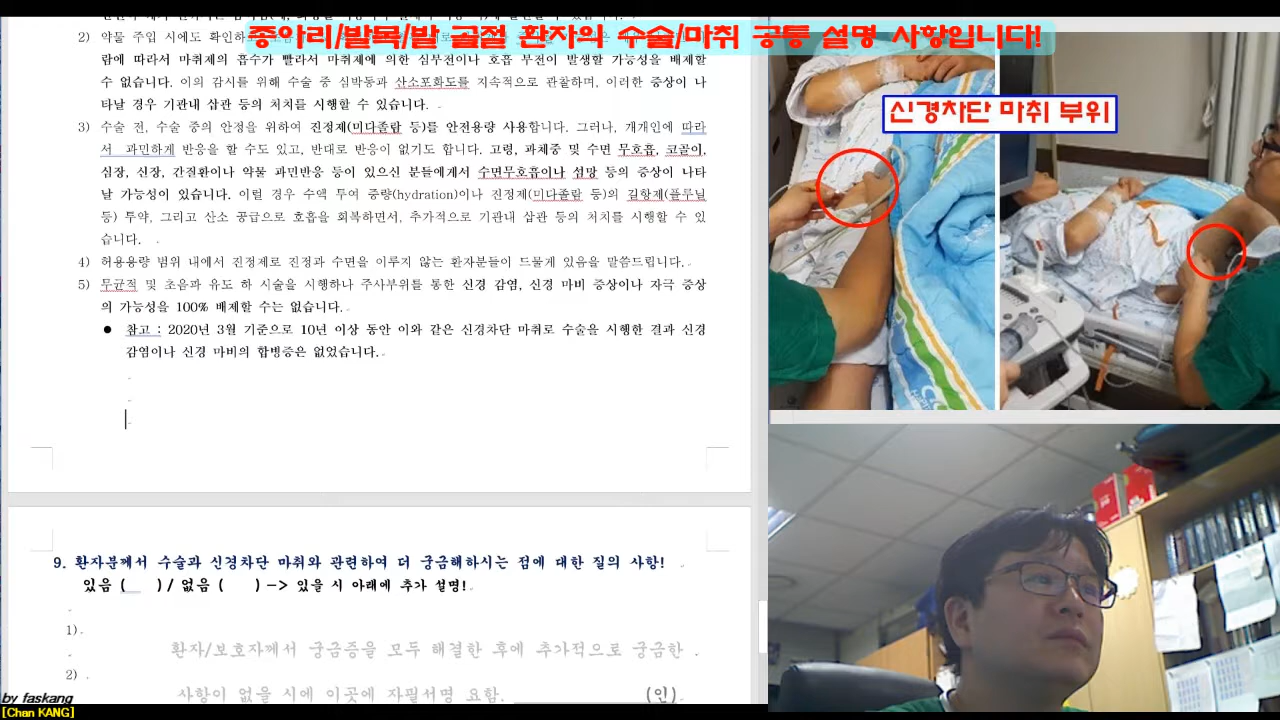 종아리/발목/발 골절 환자의 수술/마취 공통 설명 사항입니다!
2) 약물 주입 시에도 확인하
람에 따라서 마취제의 흡수가 빨라서 마취제에 의한 심부전이나 호흡 부전이 발생할 가능성을 배제할
수 없습니다. 이의 감시를 위해 수술 중 심박동과 산소포화도를 지속적으로 관찰하며, 이러한 증상이 나
타날 경우 기관내 삽관 등의 처치를 시행할 수 있습니다.
3) 수술 전, 수술 중의 안정을 위하여 진정제(미다졸람 등)를 안전용량 사용합니다. 그러나, 개개인에 따라
서 과민하게 반응을 할 수도 있고, 반대로 반응이 없기도 합니다. 고령, 과체중 및 수면 무호흡, 코골이,
심장, 신장, 간질환이나 약물 과민반응 등이 있으신 분들에게서 수면무호흡이나 섬망 등의 증상이 나타
날 가능성이 있습니다. 이럴 경우 수액 투여 증량(hydration)이나 진정제(미다졸람 등)의 길항제(플루닐
등) 투약, 그리고 산소 공급으로 호흡을 회복하면서, 추가적으로 기관내 삽관 등의 처치를 시행할 수 있
습니다.
4) 허용용량 범위 내에서 진정제로 진정과 수면을 이루지 않는 환자분들이 드물게 있음을 말씀드립니다.
5) 무균적 및 초음파 유도 하 시술을 시행하나 주사부위를 통한 신경 감염, 신경 마비 증상이나 자극 증상
의 가능성을 100% 배제할 수는 없습니다.
● 참고 : 2020년 3월 기준으로 10년 이상 동안 이와 같은 신경차단 마취로 수술을 시행한 결과 신경
감염이나 신경 마비의 합병증은 없었습니다.
9. 환자분께서 수술과 신경차단 마취와 관련하여 더 궁금해하시는 점에 대한 질의 사항!
있음 (   ) / 없음 (   ) -> 있을 시 아래에 추가 설명!
1)
환자/보호자께서 궁금증을 모두 해결한 후에 추가적으로 궁금한
2)
사항이 없을 시에 이곳에 자필서명 요함. ____________ (인)
by faskang
[Chan KANG]
신경차단 마취 부위